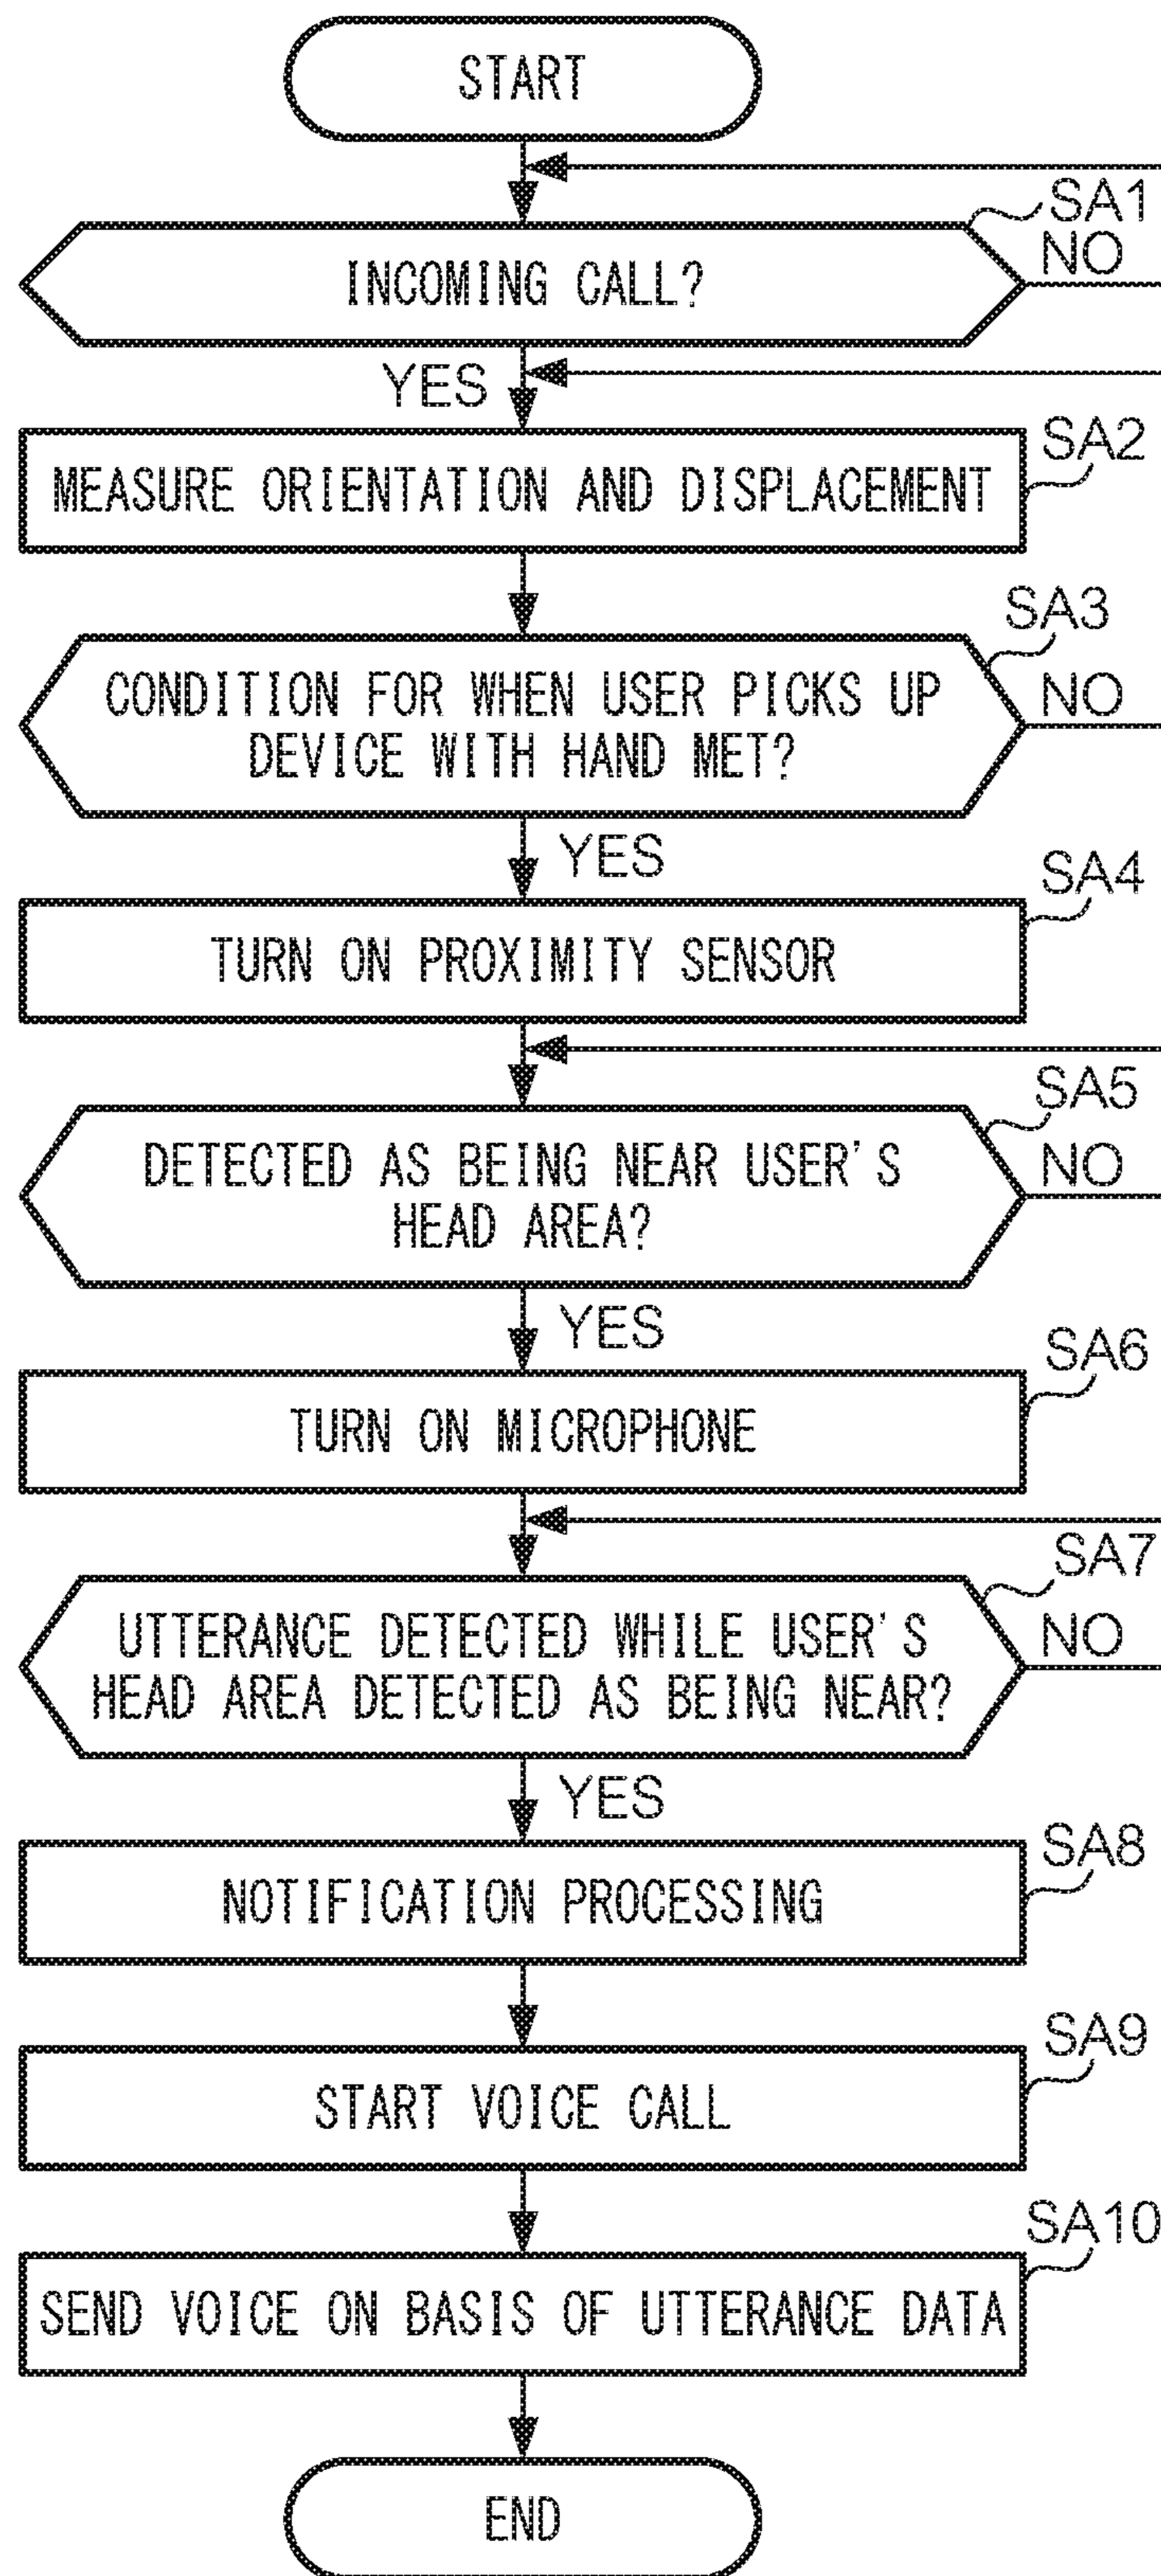 START
SA1
INCOMING CALL?
NO
YES
SA2
MEASURE ORIENTATION AND DISPLACEMENT
SA3
CONDITION FOR WHEN USER PICKS UP
DEVICE WITH HAND MET?
NO
YES
SA4
TURN ON PROXIMITY SENSOR
SA5
DETECTED AS BEING NEAR USER'S
HEAD AREA?
NO
YES
SA6
TURN ON MICROPHONE
SA7
UTTERANCE DETECTED WHILE USER'S
HEAD AREA DETECTED AS BEING NEAR?
NO
YES
SA8
NOTIFICATION PROCESSING
SA9
START VOICE CALL
SA10
SEND VOICE ON BASIS OF UTTERANCE DATA
END